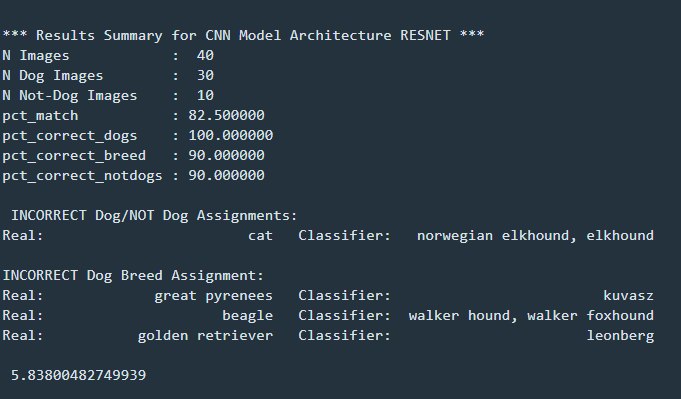 *** Results Summary for CNN Model Architecture RESNET ***
N Images             :  40
N Dog Images         :  30
N Not-Dog Images     :  10
pct_match            : 82.500000
pct_correct_dogs     : 100.000000
pct_correct_breed    : 90.000000
pct_correct_notdogs  : 90.000000
 INCORRECT Dog/NOT Dog Assignments:
Real:                        cat   Classifier:   norwegian elkhound, elkhound
INCORRECT Dog Breed Assignment:
Real:             great pyrenees   Classifier:                         kuvasz
Real:                     beagle   Classifier:  walker hound, walker foxhound
Real:           golden retriever   Classifier:                       leonberg
 5.83800482749939